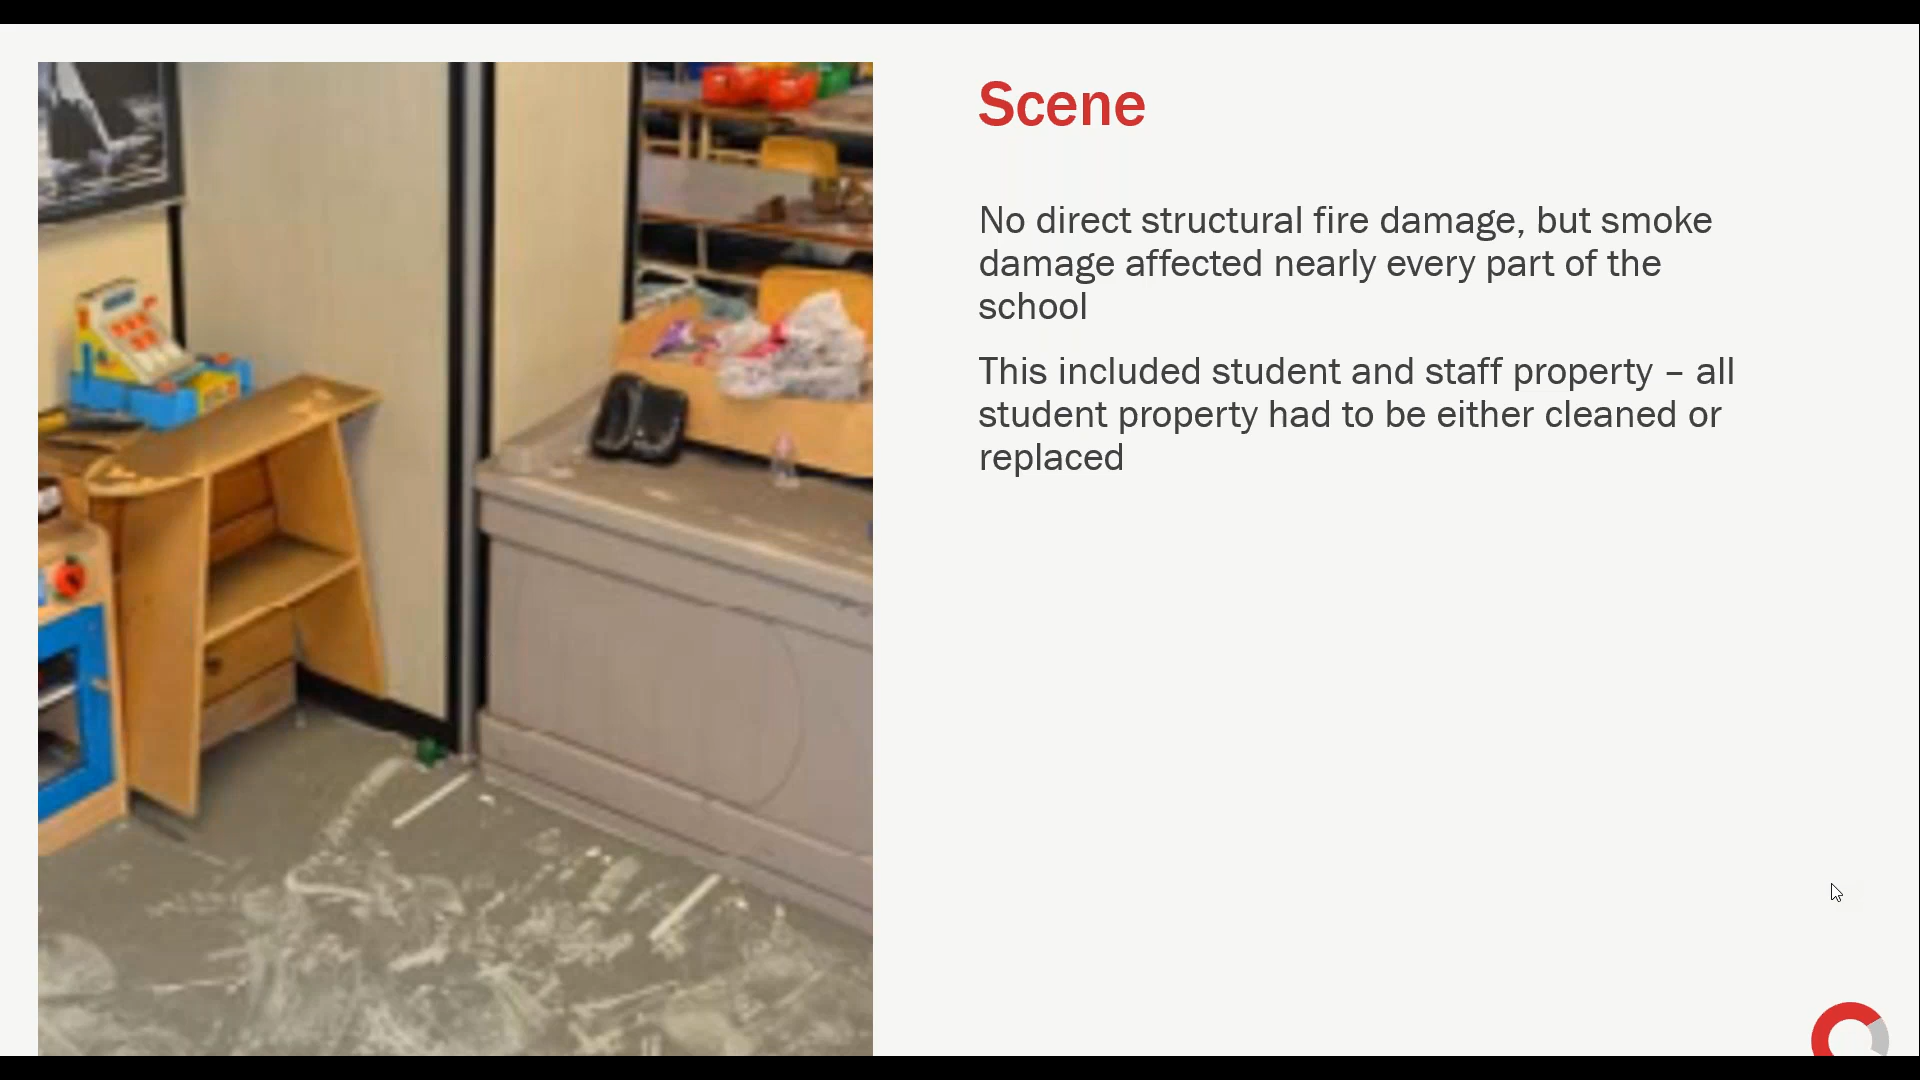 Scene
No direct structural fire damage, but smoke
damage affected nearly every part of the
school
This included student and staff property – all
student property had to be either cleaned or
replaced